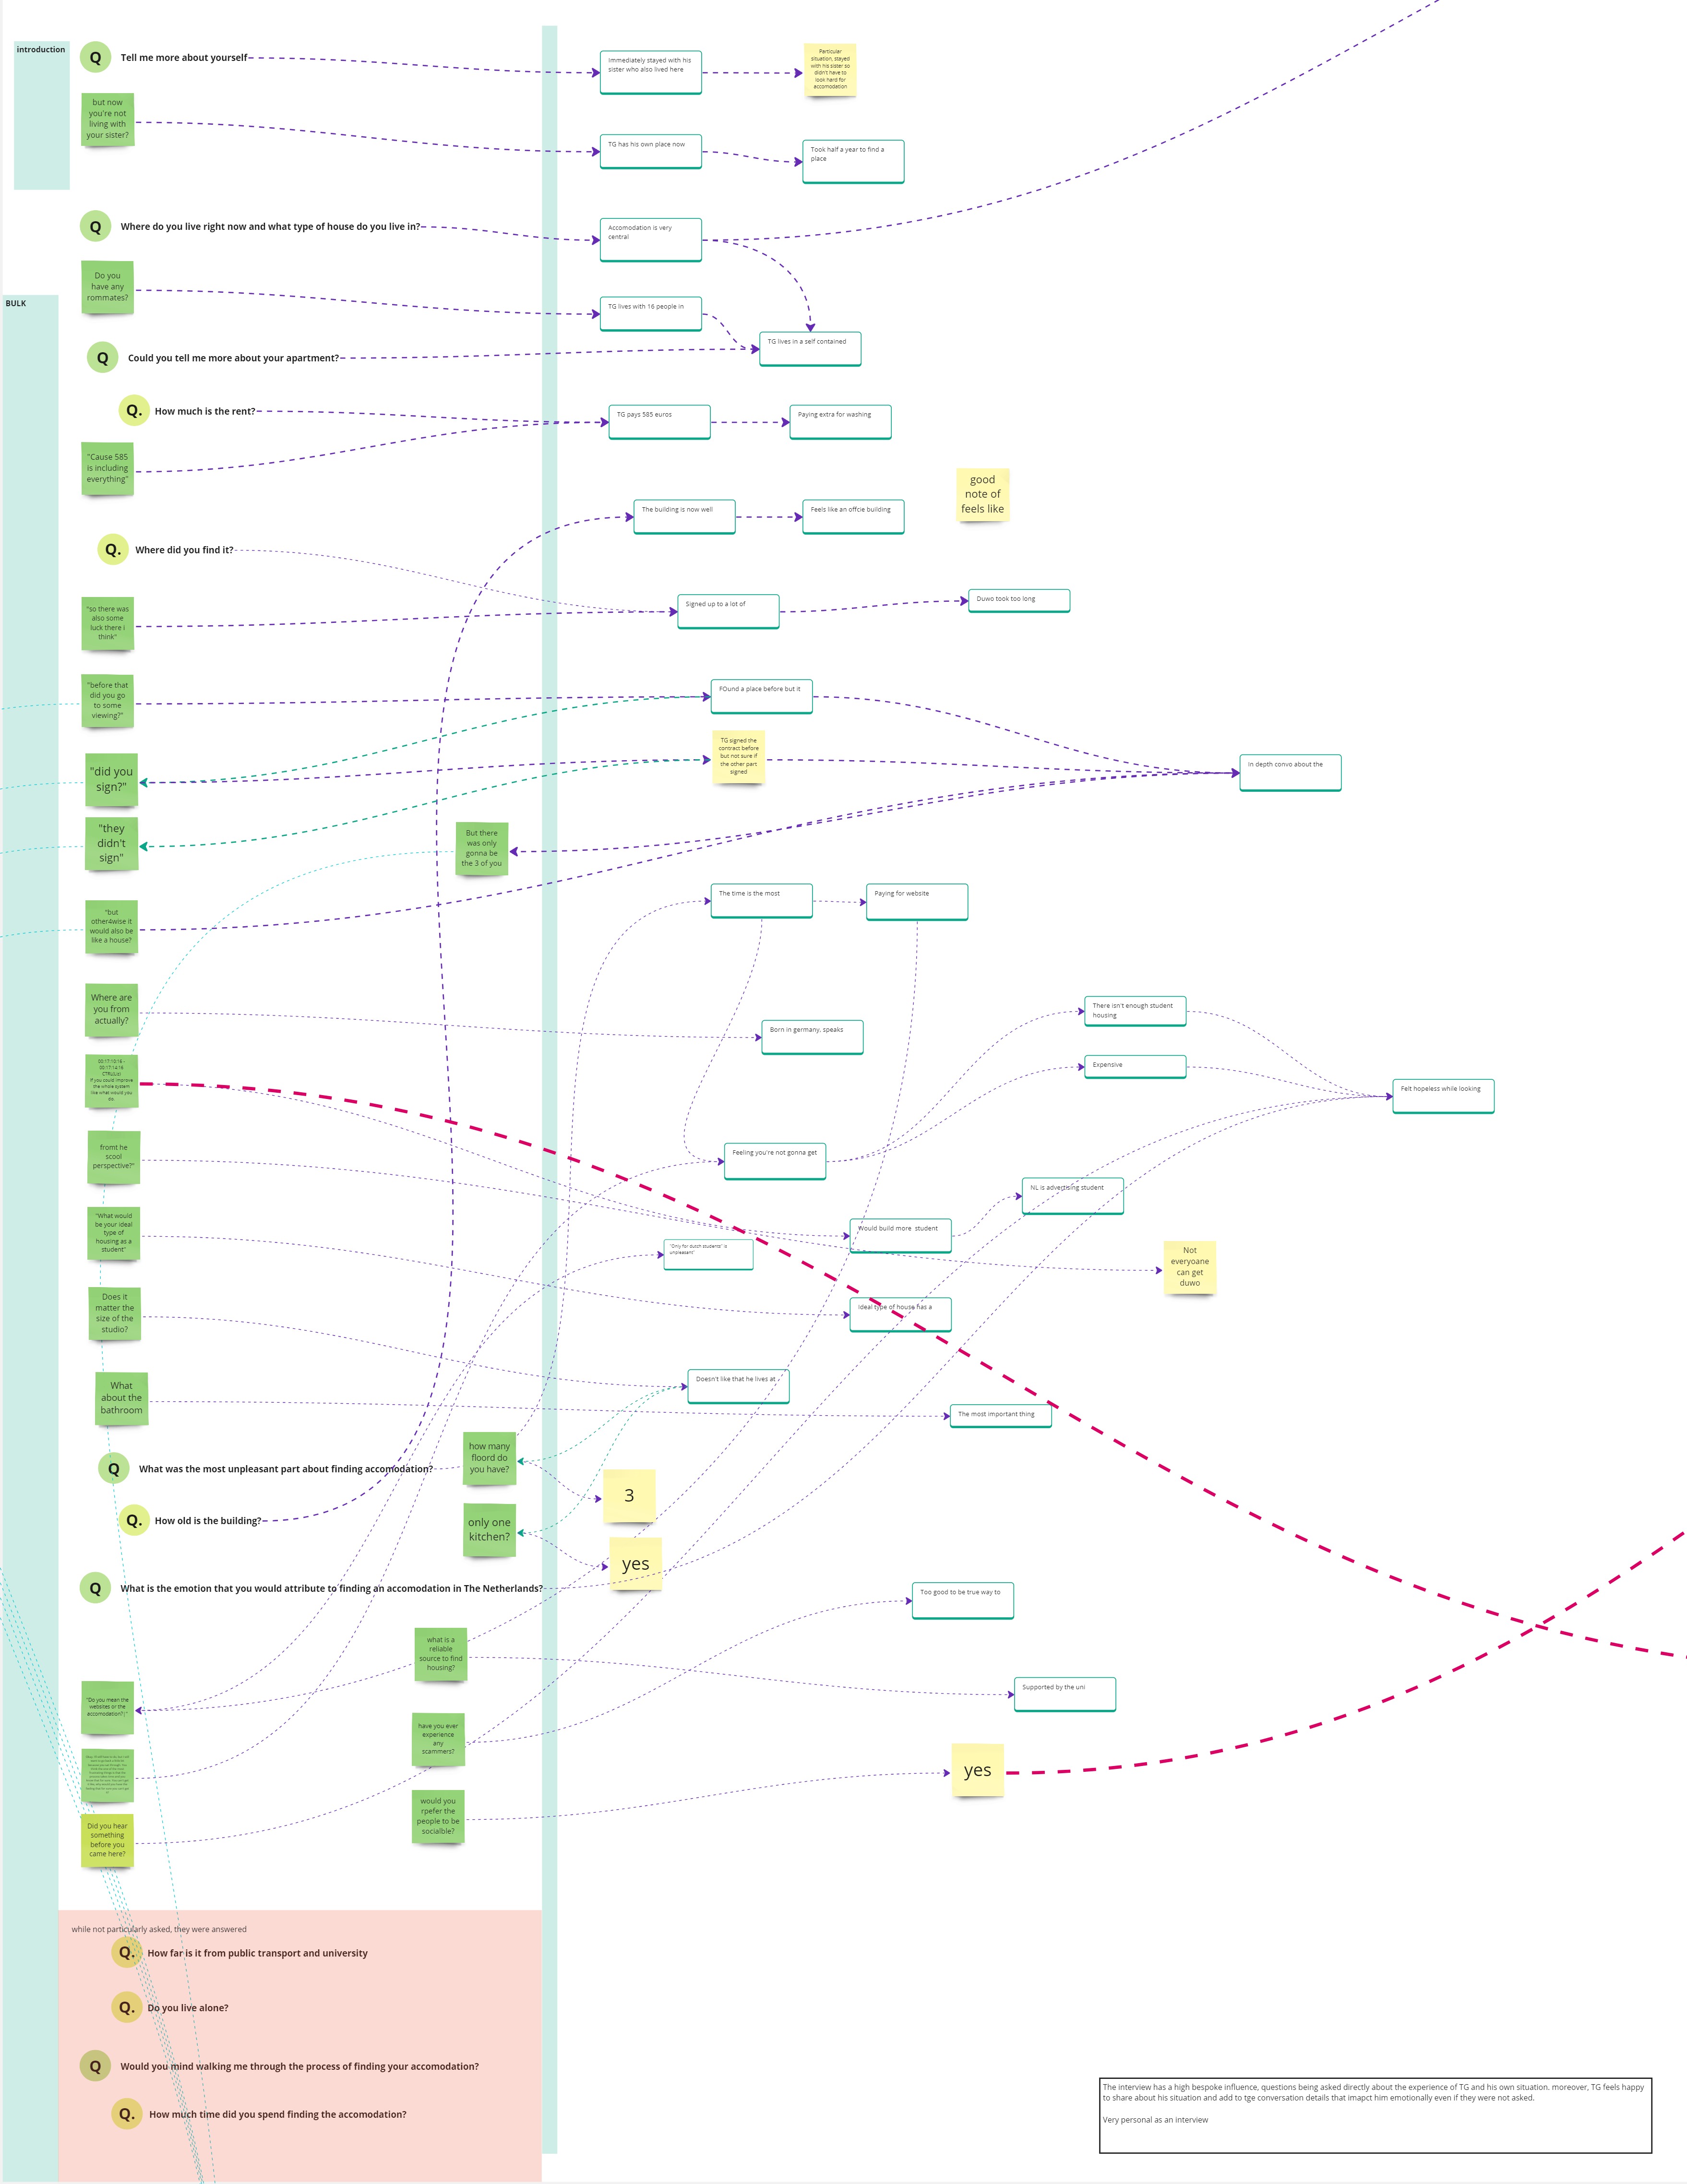 introduction
Q
Tell me more about yourself
Immediately stayed with his
sister who also lived here
Particular
situation, stayed
with his sister so
didn't have to
look hard for
accomodation
but now
you're not
living with
your sister?
TG has his own place now
Took half a year to find a
place
Q
Where do you live right now and what type of house do you live in?
Accomodation is very
central
BULK
Do you
have any
rommates?
TG lives with 16 people in
TG lives in a self contained
Q
Could you tell me more about your apartment?
Q.
How much is the rent?
TG pays 585 euros
Paying extra for washing
"Cause 585
is including
everything"
good
note of
feels like
The building is now well
Feels like an offcie building
Q.
Where did you find it?
"so there was
also some
luck there i
think"
Signed up to a lot of
Duwo took too long
"before that
did you go
to some
viewing?"
FOund a place before but it
"did you
sign?"
TG signed the
contract before
but not sure if
the other part
signed
In depth convo about the
"they
didn't
sign"
But there
was only
gonna be
the 3 of you
The time is the most
Paying for website
"but
other4wise it
would also be
like a house?
Where are
you from
actually?
Born in germany, speaks
There isn't enough student
housing
Expensive
Felt hopeless while looking
If you could improve
the whole system
like what would you
do.
fromt he
scool
perspective?"
Feeling you're not gonna get
NL is advertising student
"What would
be your ideal
type of
housing as a
student"
Would build more student
"Only for dutch students" is
unpleasant"
Not
everyoane
can get
duwo
Does it
matter the
size of the
studio?
Ideal type of house has a
Doesn't like that he lives at
What
about the
bathroom
The most important thing
Q
What was the most unpleasant part about finding accomodation?
how many
floord do
you have?
3
Q.
How old is the building?
only one
kitchen?
yes
Q
What is the emotion that you would attribute to finding an accomodation in The Netherlands?
Too good to be true way to
what is a
reliable
source to find
housing?
Supported by the uni
"Do you mean the
websites or the
accomodation?("
have you ever
experience
any
scammers?
yes
would you
rpefer the
people to be
socialble?
Did you hear
something
before you
came here?
while not particularly asked, they were answered
Q.
How far is it from public transport and university
Q.
Do you live alone?
Q
Would you mind walking me through the process of finding your accomodation?
Q.
How much time did you spend finding the accomodation?
The interview has a high bespoke influence, questions being asked directly about the experience of TG and his own situation. moreover, TG feels happy
to share about his situation and add to tge conversation details that imapct him emotionally even if they were not asked.
Very personal as an interview